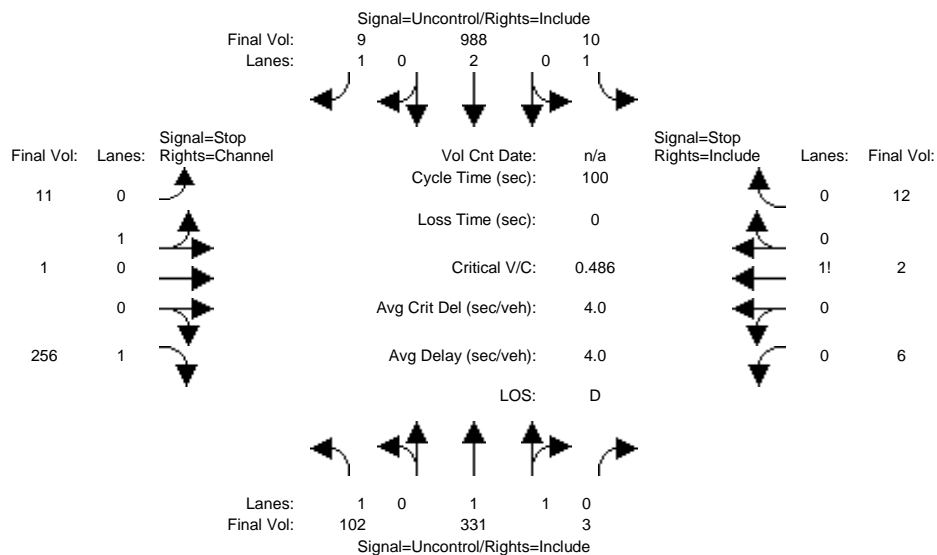 Signal=Uncontrol/Rights=Include
Final Vol: 9 988 10
Lanes: 1 0 2 0 1
Signal=Stop Signal=Stop
Final Vol: Lanes: Rights=Channel Vol Cnt Date: n/a Rights=Include Lanes: Final Vol:
Cycle Time (sec): 100
11 0 0 12
Loss Time (sec): 0
1 0
1 0 Critical V/C: 0.486 1! 2
0 Avg Crit Del (sec/veh): 4.0 0
256 1 Avg Delay (sec/veh): 4.0 0 6
LOS: D
Lanes: 1 0 1 1 0
Final Vol: 102 331 3
Signal=Uncontrol/Rights=Include